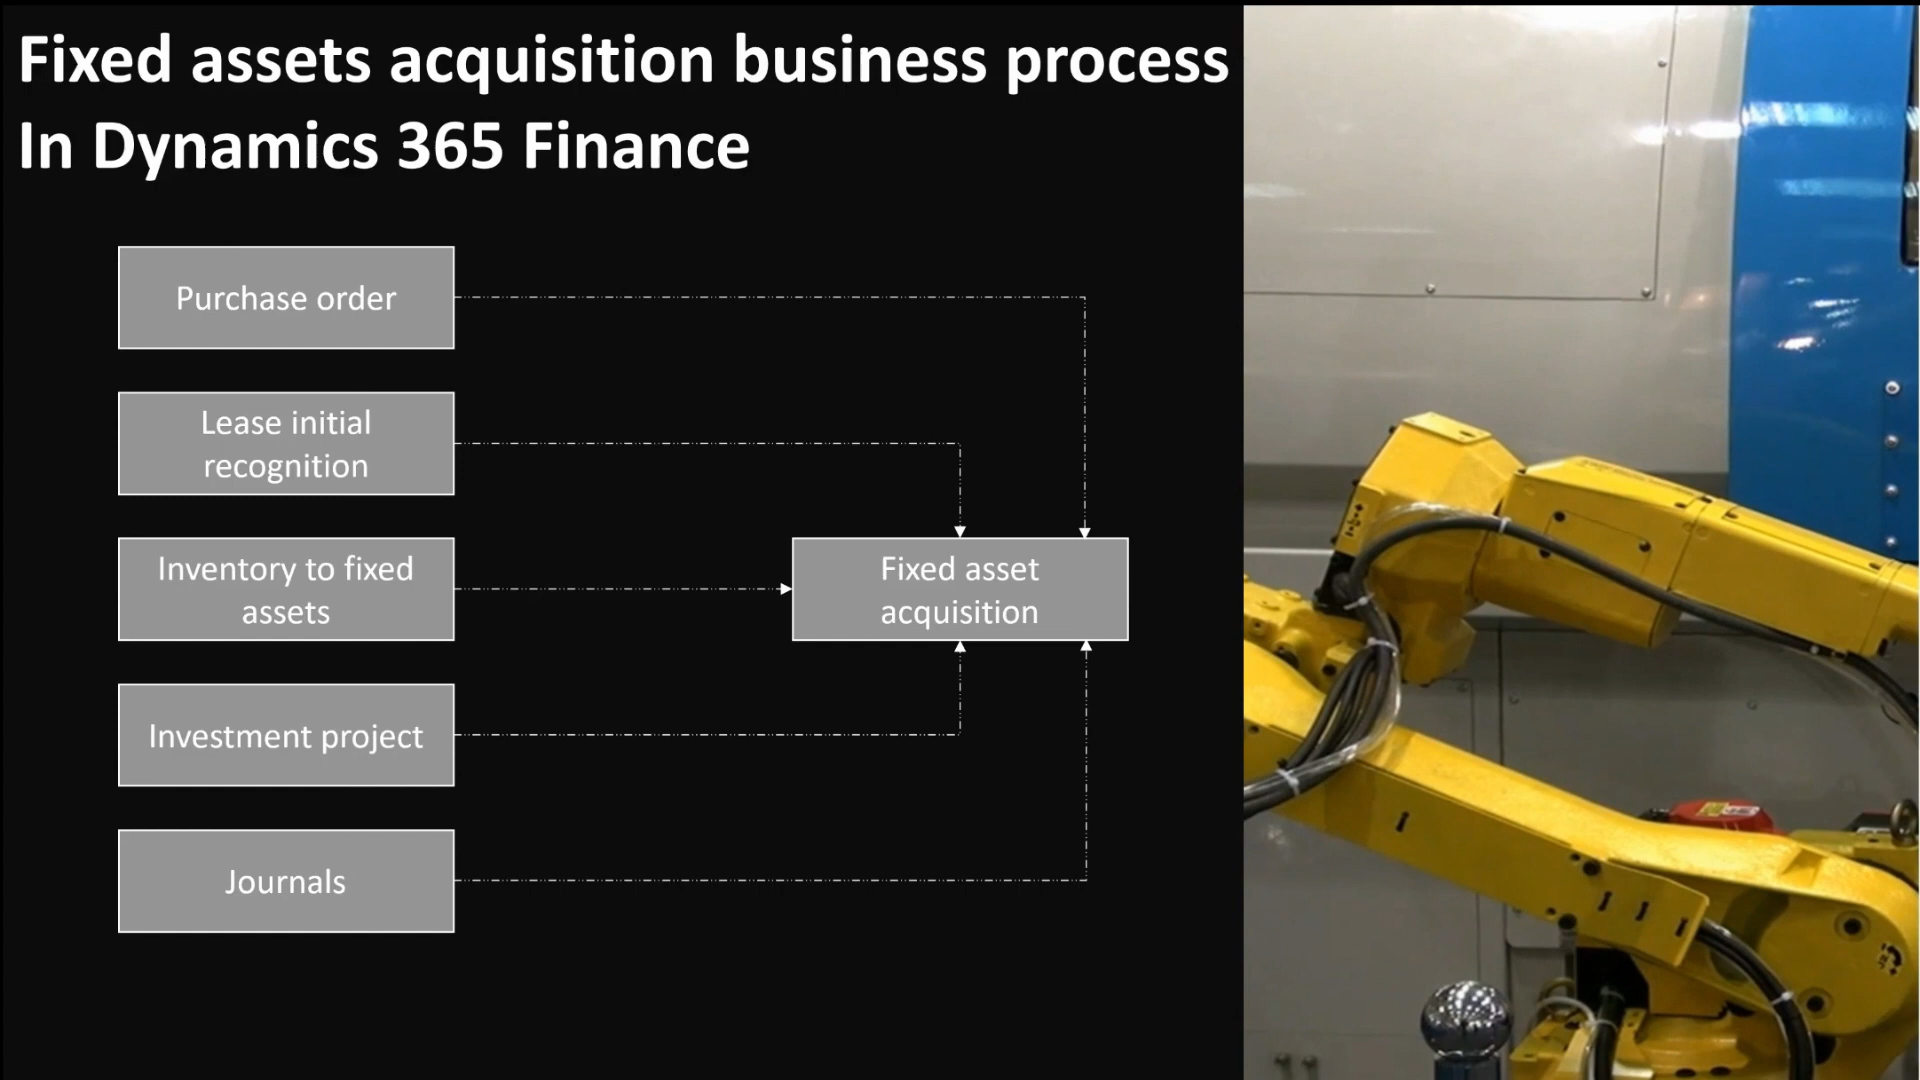 Fixed assets acquisition business process
In Dynamics 365 Finance
Purchase order
Lease initial
recognition
Inventory to fixed
assets
Fixed asset
acquisition
Investment project
Journals